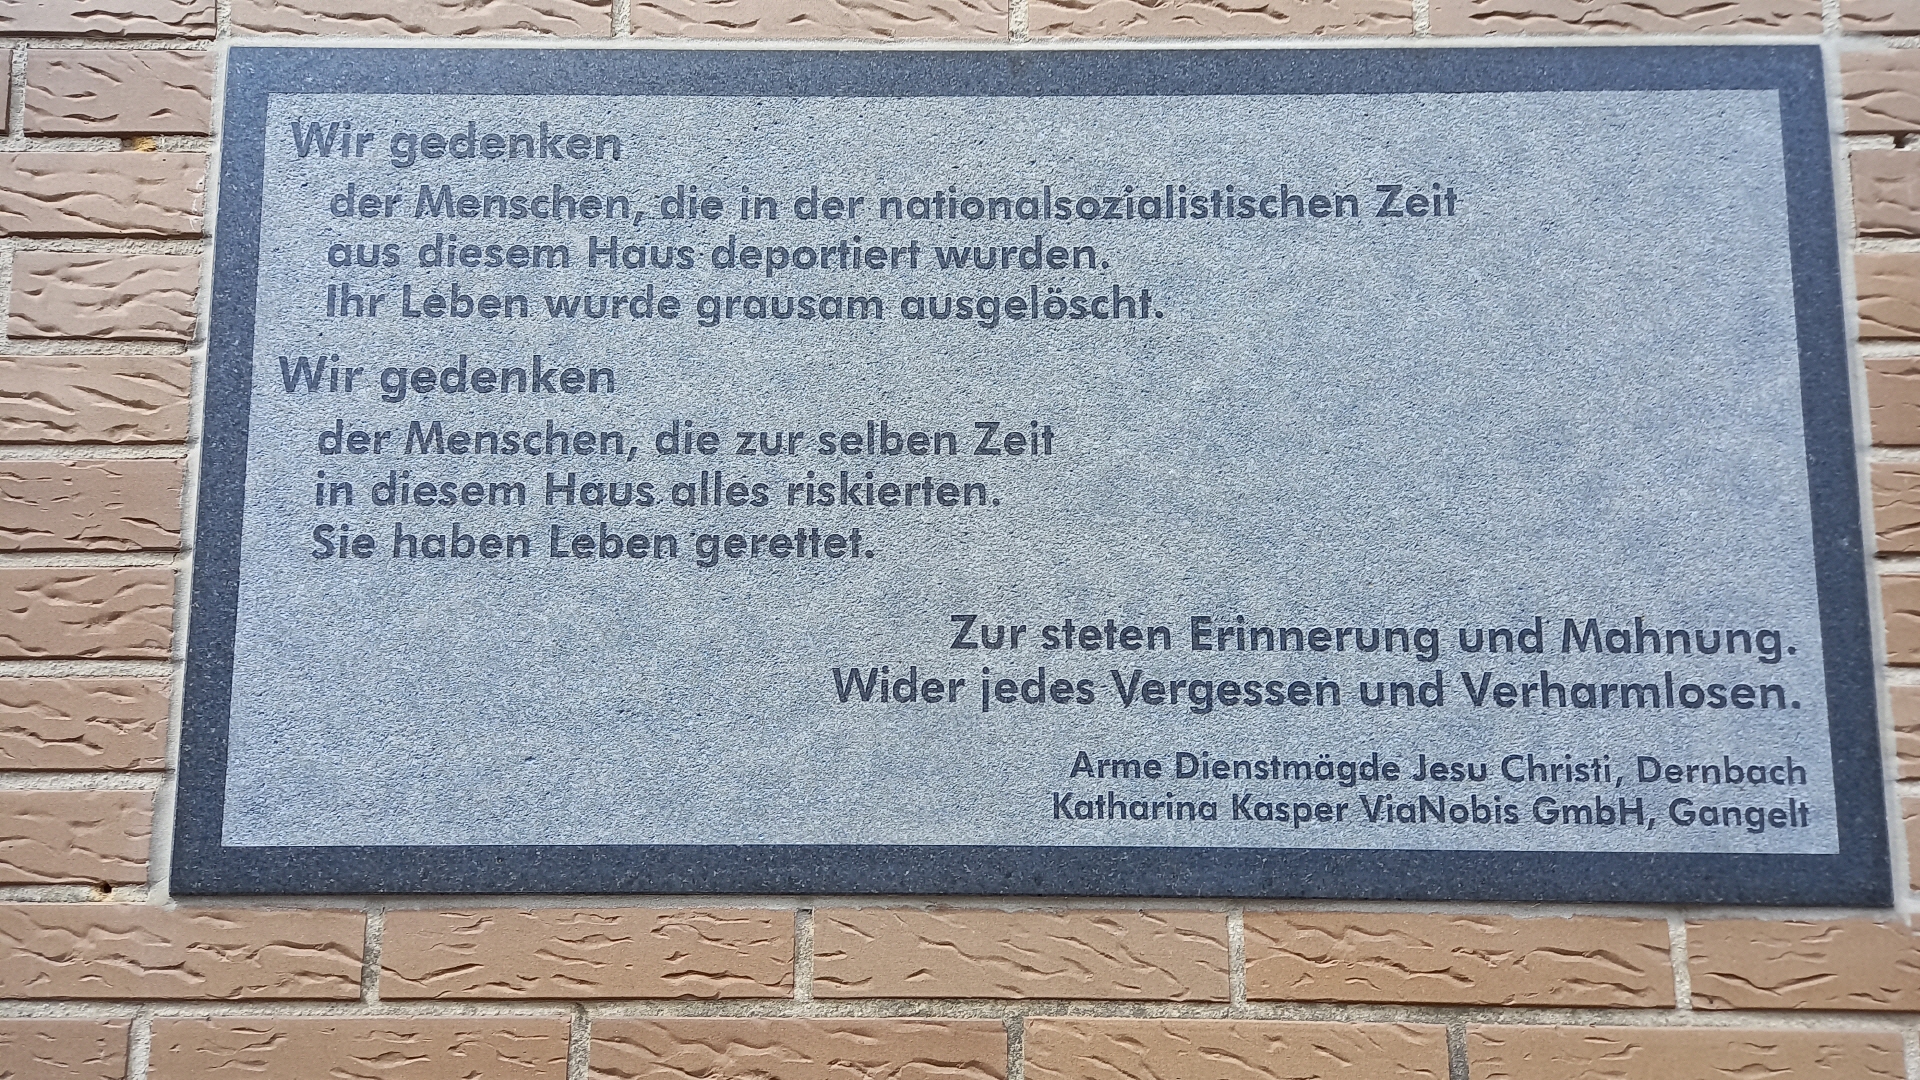 Wir gedenken
der Menschen, die in der nationalsozialistischen Zeit
aus diesem Haus deportiert wurden.
Ihr Leben wurde grausam ausgelöscht.
Wir gedenken
der Menschen, die zur selben Zeit
in diesem Haus alles riskierten.
Sie haben Leben gerettet.
Zur steten Erinnerung und Mahnung.
Wider jedes Vergessen und Verharmlosen.
Arme Dienstmägde Jesu Christi, Dernbach
Katharina Kasper ViaNobis GmbH, Gangelt